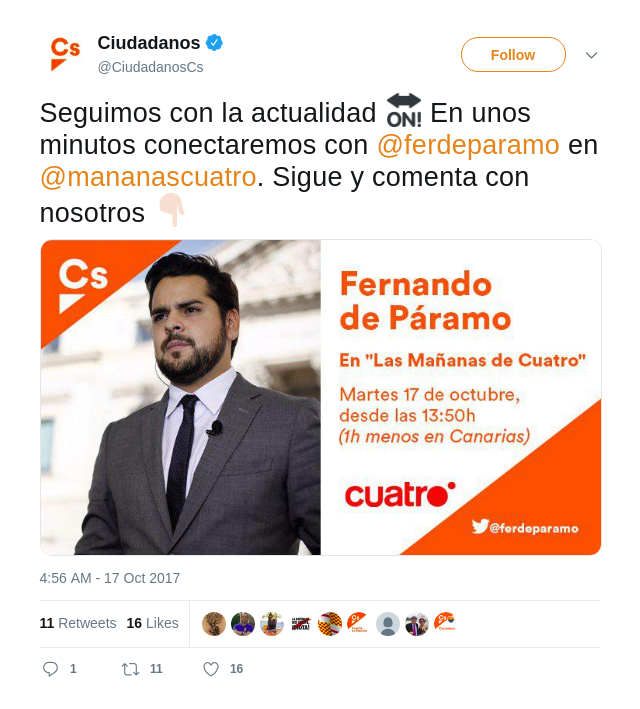 Cs
Ciudadanos
@CiudadanosCs
Follow
Seguimos con la actualidad ON! En unos
minutos conectaremos con @ferdeparamo en
@mananascuatro. Sigue y comenta con
nosotros
Cs
Fernando
de Páramo
En "Las Mañanas de Cuatro"
Martes 17 de octubre,
desde las 13:50h
(1h menos en Canarias)
cuatro
@ferdeparamo
4:56 AM - 17 Oct 2017
11 Retweets 16 Likes
1 11 16